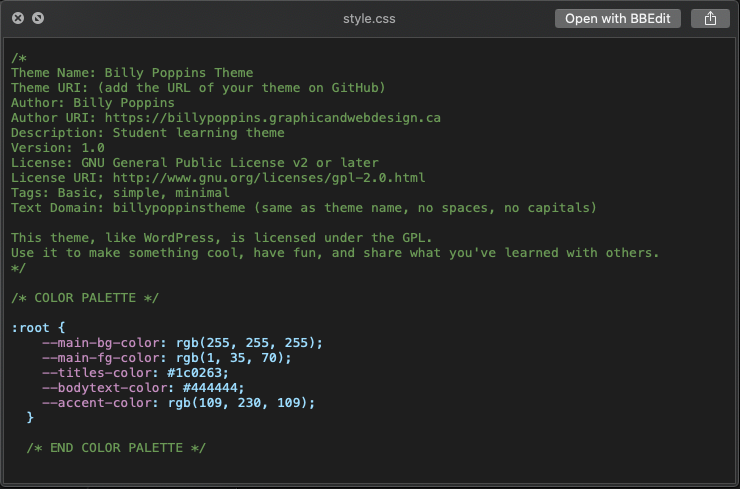 style.css
Open with BBEdit
/*
Theme Name: Billy Poppins Theme
Theme URI: (add the URL of your theme on GitHub)
Author: Billy Poppins
Author URI: https://billypoppins.graphicandwebdesign.ca
Description: Student learning theme
Version: 1.0
License: GNU General Public License v2 or later
License URI: http://www.gnu.org/licenses/gpl-2.0.html
Tags: Basic, simple, minimal
Text Domain: billypoppinstheme (same as theme name, no spaces, no capitals)

This theme, like WordPress, is licensed under the GPL.
Use it to make something cool, have fun, and share what you've learned with others.
*/

/* COLOR PALETTE */

:root {
    --main-bg-color: rgb(255, 255, 255);
    --main-fg-color: rgb(1, 35, 70);
    --titles-color: #1c0263;
    --bodytext-color: #444444;
    --accent-color: rgb(109, 230, 109);
  }

  /* END COLOR PALETTE */